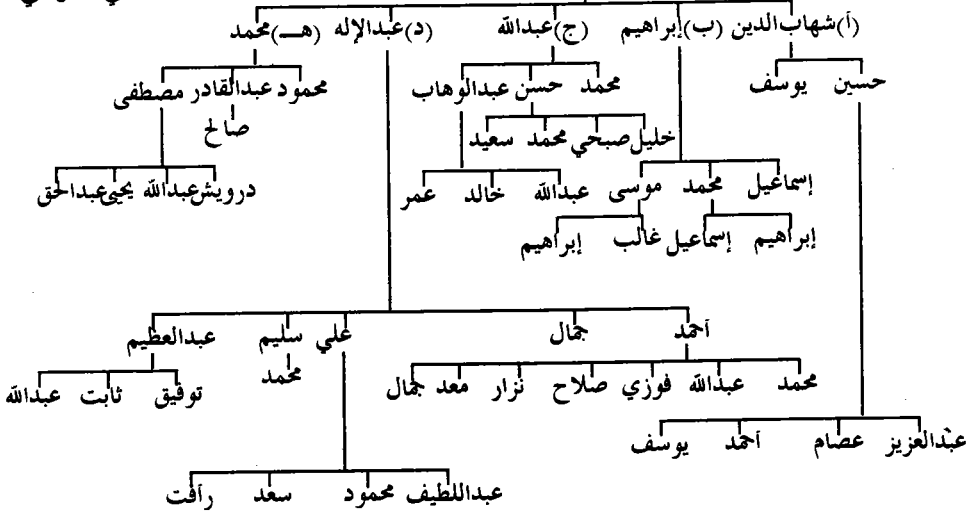 (أ) شهاب الدين (ب) إبراهيم (ج) عبدالله (د) عبدالإله (هـ) محمد
حسين يوسف محمد حسن عبدالوهاب محمود عبدالقادر مصطفى
صالح
خليل صبحي محمد سعيد
إسماعيل محمد موسى عبدالله خالد عمر درويش عبدالله يحيى عبدالحق
إبراهيم إسماعيل غالب إبراهيم
أحمد جمال علي سليم عبدالعظيم
محمد عبدالله فوزي صلاح نزار معد جمال محمد توفيق ثابت عبدالله
عبدالعزيز عصام أحمد يوسف
عبداللطيف محمود سعد رأفت